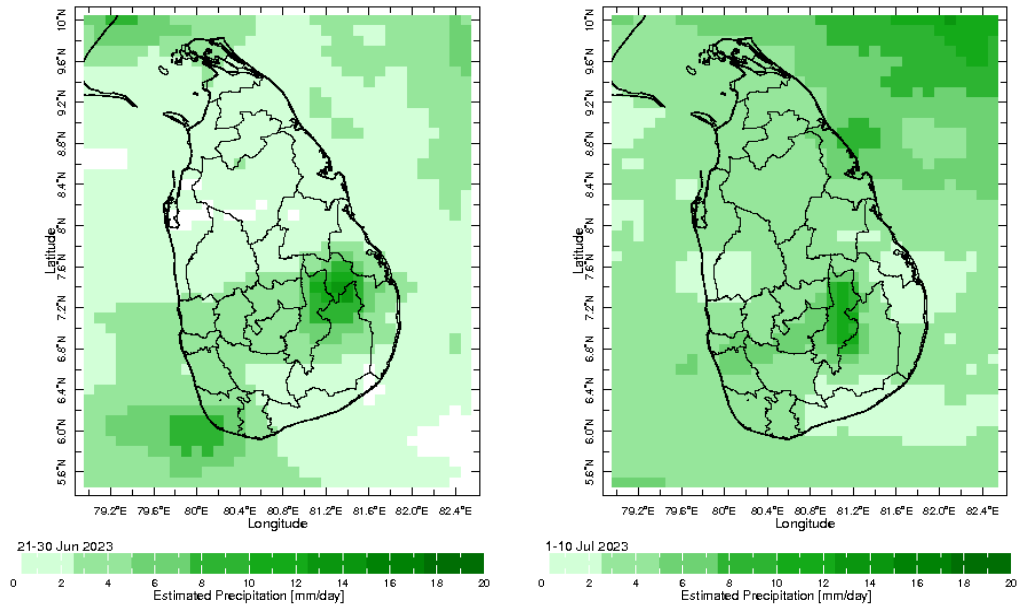 10°N
9.6°N
9.2°N
8.8°N
8.4°N
8°N
7.6°N
7.2°N
6.8°N
6.4°N
6.0°N
5.6°N
Latitude
79.2°E 79.6°E 80°E 80.4°E 80.8°E 81.2°E 81.6°E 82.0°E 82.4°E
Longitude
21-30 Jun 2023
0 2 4 6 8 10 12 14 16 18 20
Estimated Precipitation [mm/day]
10°N
9.6°N
9.2°N
8.8°N
8.4°N
8°N
7.6°N
7.2°N
6.8°N
6.4°N
6.0°N
5.6°N
Latitude
79.2°E 79.6°E 80°E 80.4°E 80.8°E 81.2°E 81.6°E 82.0°E 82.4°E
Longitude
1-10 Jul 2023
0 2 4 6 8 10 12 14 16 18 20
Estimated Precipitation [mm/day]